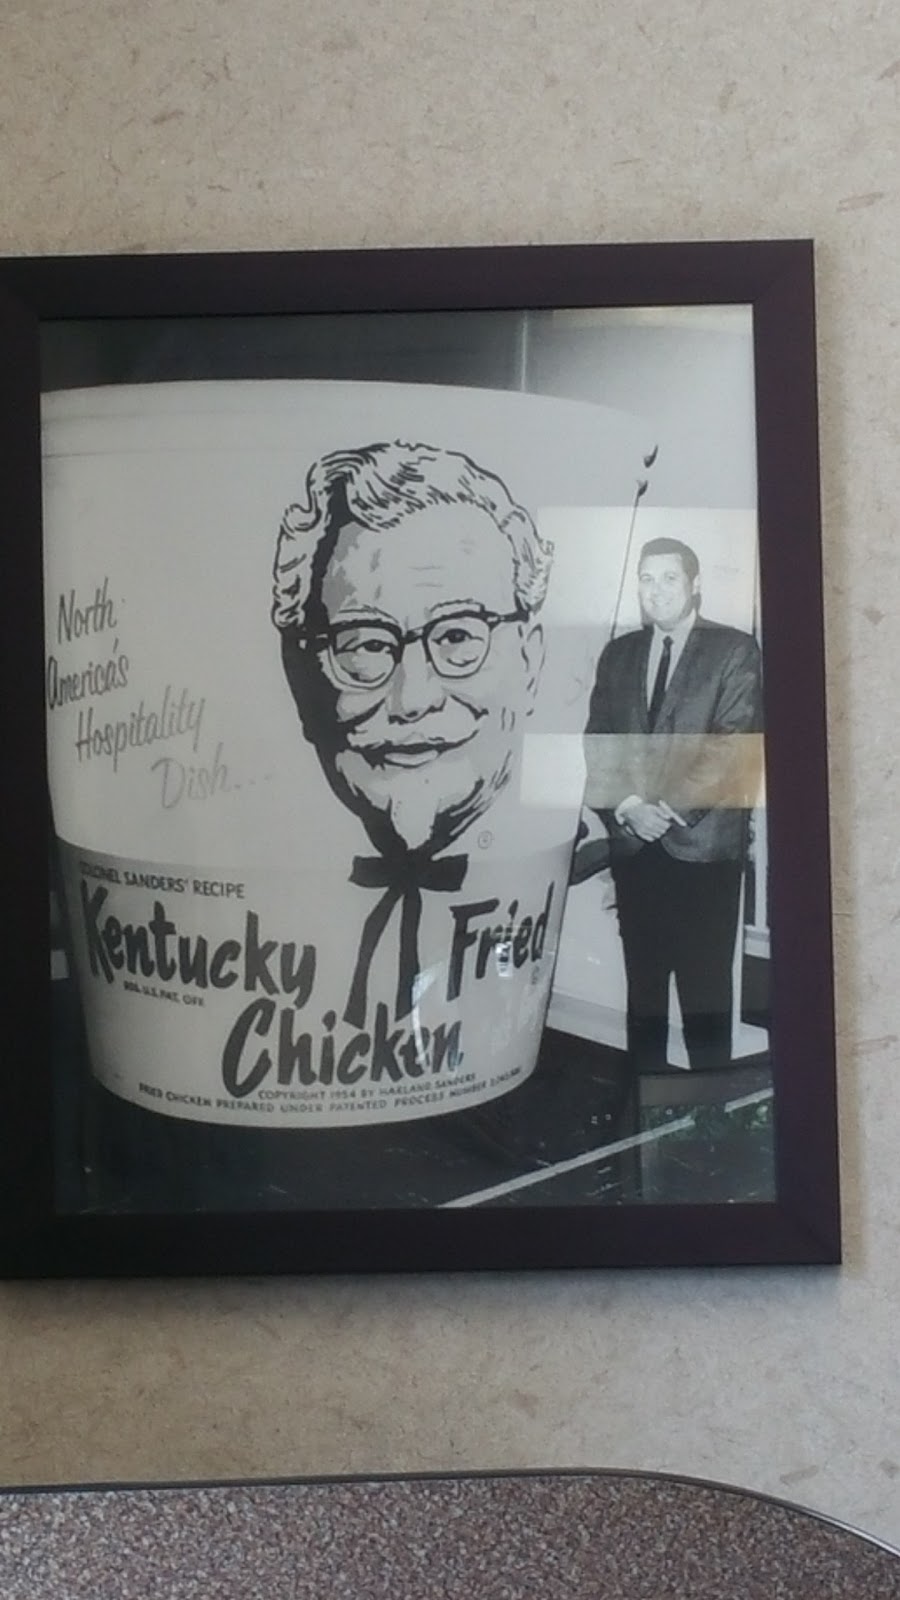 North
America's
Hospitality
Dish...
COLONEL SANDERS' RECIPE
Kentucky Fried
REG. U.S. PAT. OFF.
Chicken
COPYRIGHT 1954 BY HARLAND SANDERS
FRIED CHICKEN PREPARED UNDER PATENTED PROCESS NUMBER